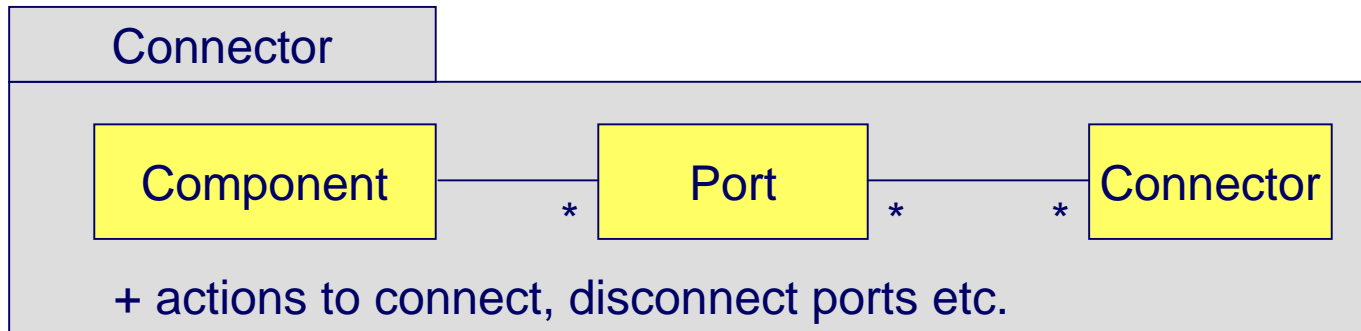 Connector
Component * Port * * Connector
+ actions to connect, disconnect ports etc.